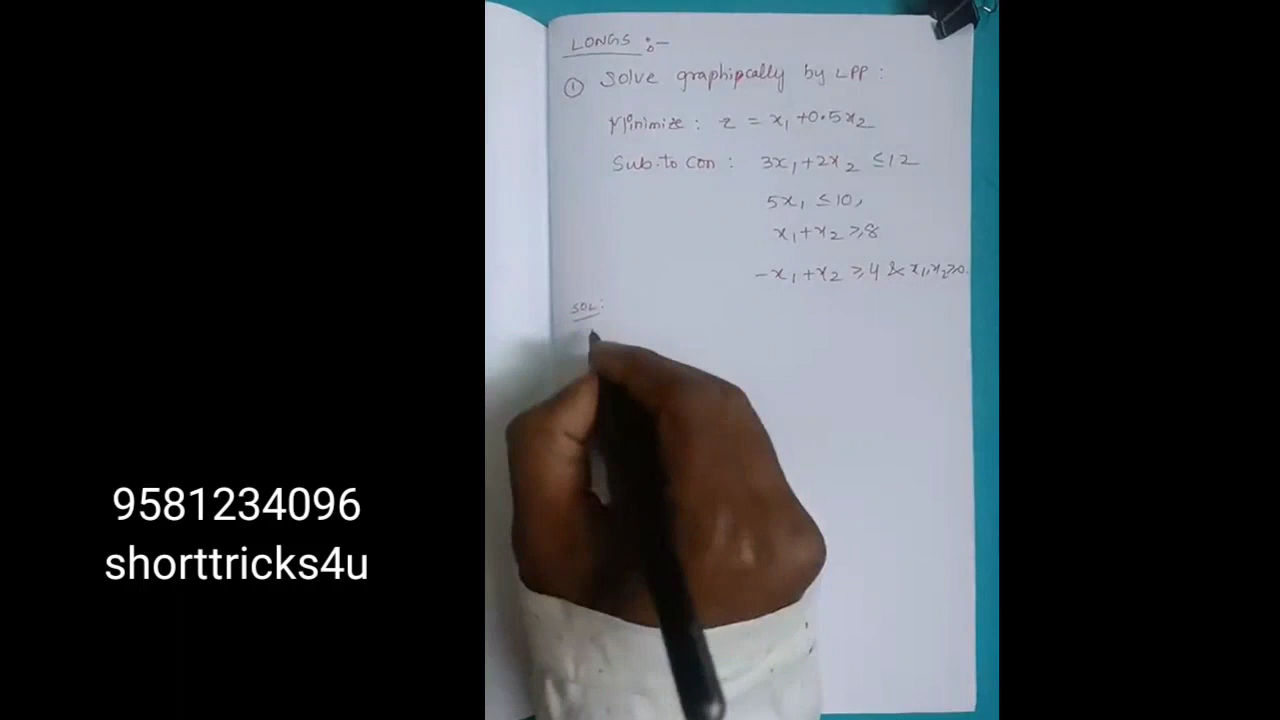 LONGS :-
① Solve graphipcally by LPP :
Minimize : z = x₁ +0.5x₂
Sub.to Con : 3x₁+2x₂ ≤12
5x₁ ≤10,
x₁+x₂ ≥8
-x₁+x₂ ≥4 & x₁,x₂≥0.
SOL:
9581234096
shorttricks4u